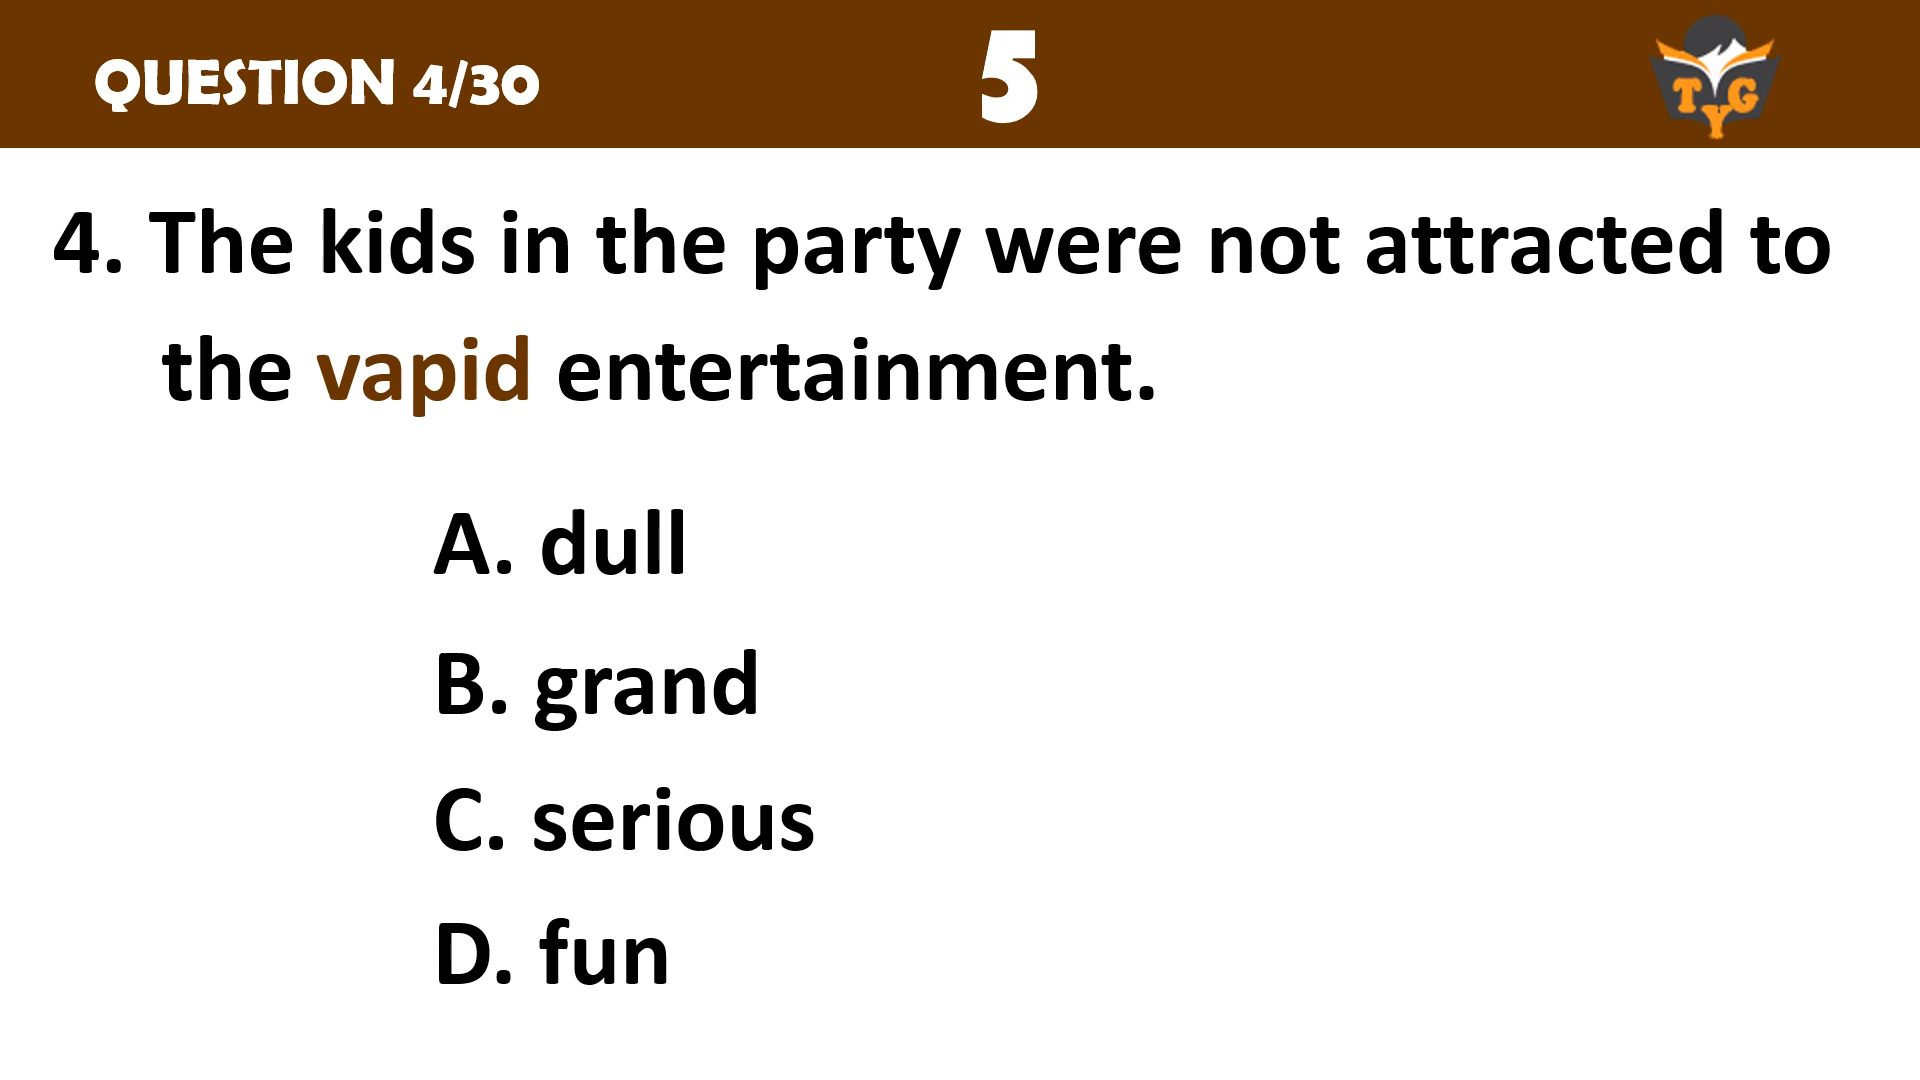 QUESTION 4/30
5
TYG
4. The kids in the party were not attracted to
the vapid entertainment.
A. dull
B. grand
C. serious
D. fun